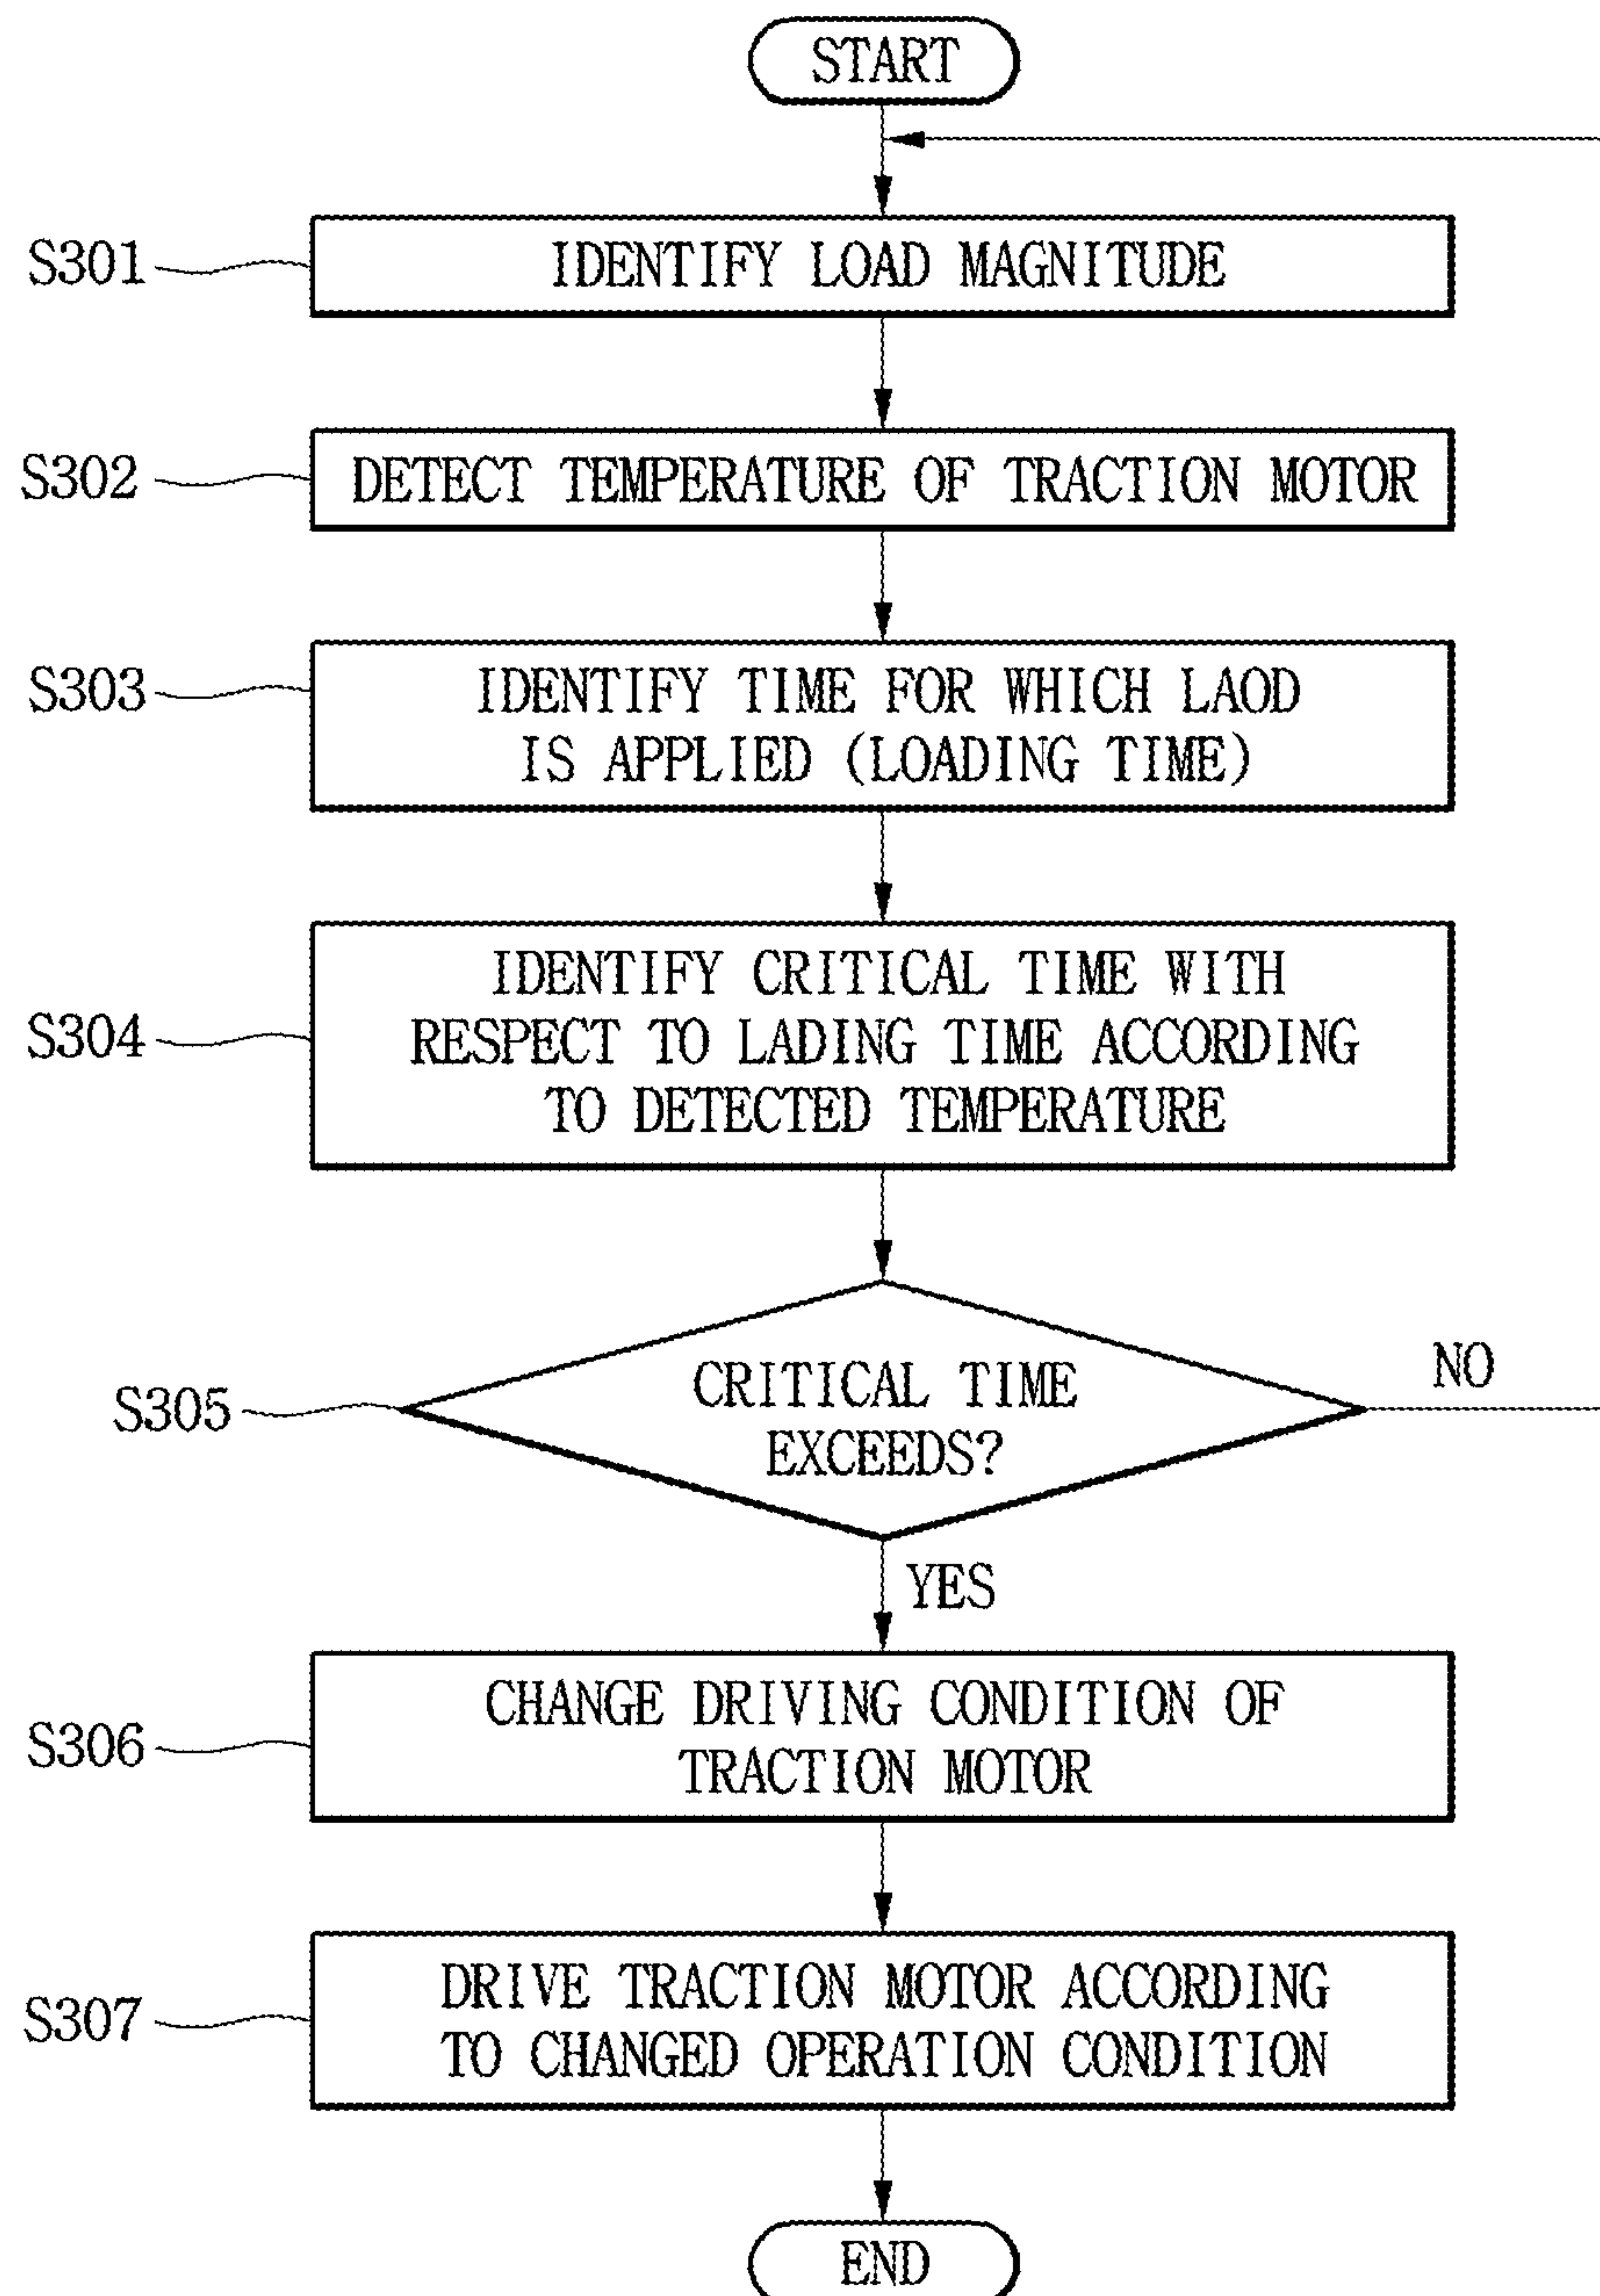 START
S301
IDENTIFY LOAD MAGNITUDE
S302
DETECT TEMPERATURE OF TRACTION MOTOR
S303
IDENTIFY TIME FOR WHICH LAOD
IS APPLIED (LOADING TIME)
S304
IDENTIFY CRITICAL TIME WITH
RESPECT TO LADING TIME ACCORDING
TO DETECTED TEMPERATURE
S305
CRITICAL TIME
EXCEEDS?
NO
YES
S306
CHANGE DRIVING CONDITION OF
TRACTION MOTOR
S307
DRIVE TRACTION MOTOR ACCORDING
TO CHANGED OPERATION CONDITION
END